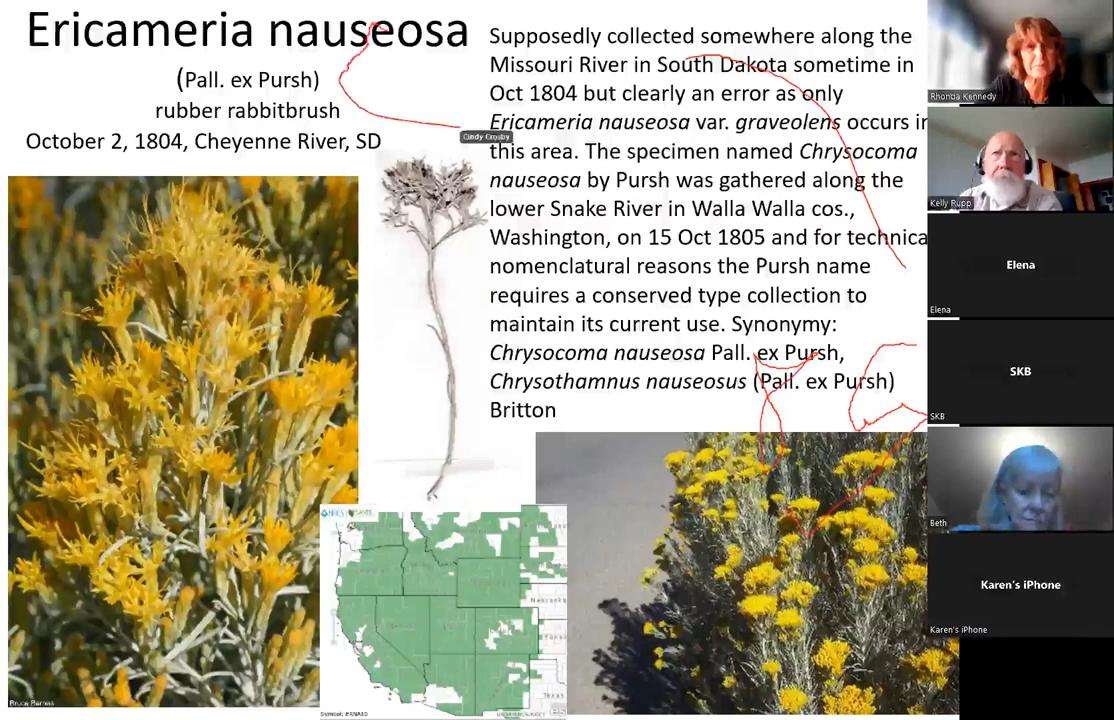 Ericameria nauseosa
(Pall. ex Pursh)
rubber rabbitbrush
October 2, 1804, Cheyenne River, SD
Supposedly collected somewhere along the
Missouri River in South Dakota sometime in
Oct 1804 but clearly an error as only
Ericameria nauseosa var. graveolens occurs in
this area. The specimen named Chrysocoma
nauseosa by Pursh was gathered along the
lower Snake River in Walla Walla cos.,
Washington, on 15 Oct 1805 and for technica
nomenclatural reasons the Pursh name
requires a conserved type collection to
maintain its current use. Synonymy:
Chrysocoma nauseosa Pall. ex Pursh,
Chrysothamnus nauseosus (Pall. ex Pursh)
Britton
Cindy Crosby
Bruce Barnes
Nebraska
Texas
Rhonda Kennedy
Kelly Rupp
Elena
Elena
SKB
SKB
Beth
Karen's iPhone
Karen's iPhone